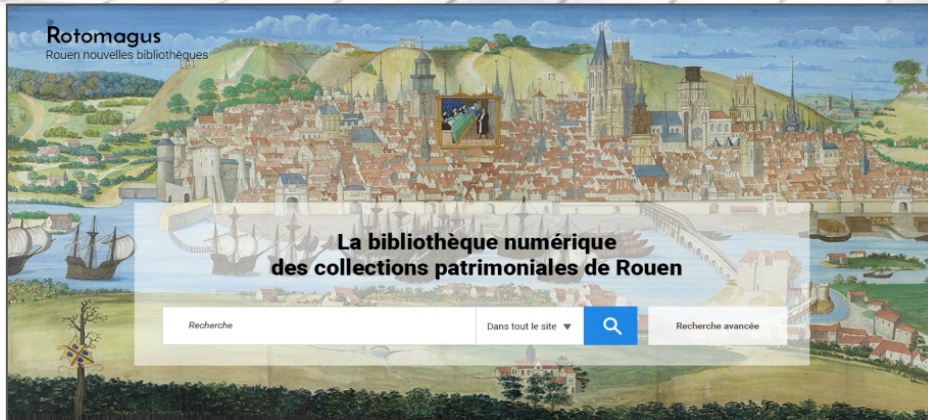 Rotomagus
Rouen nouvelles bibliothèques
La bibliothèque numérique
des collections patrimoniales de Rouen
Recherche
Dans tout le site
Recherche avancée